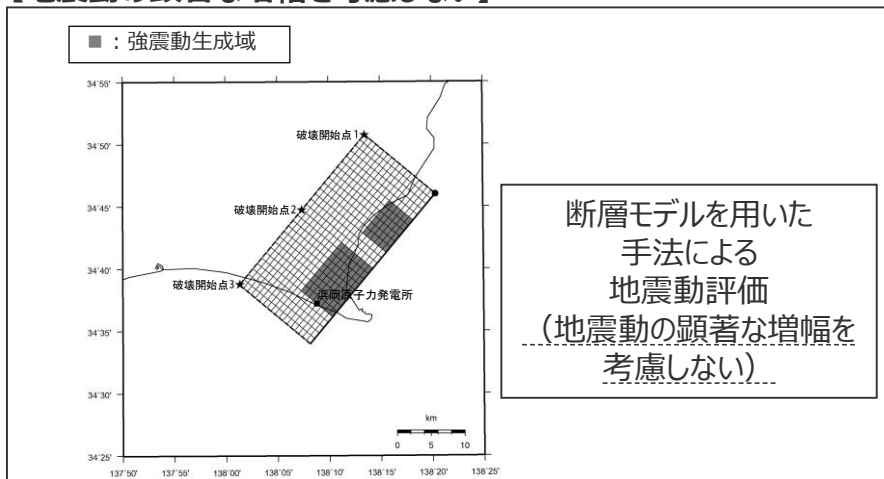 【地震動の顕著な増幅を考慮しない】
■：強震動生成域
34˚55'
34˚50'
34˚45'
34˚40'
34˚35'
34˚30'
34˚25'
破壊開始点1
破壊開始点2
破壊開始点3
浜岡原子力発電所
km
0 5 10
137˚50' 137˚55' 138˚00' 138˚05' 138˚10' 138˚15' 138˚20' 138˚25'
断層モデルを用いた
手法による
地震動評価
（地震動の顕著な増幅を
考慮しない）